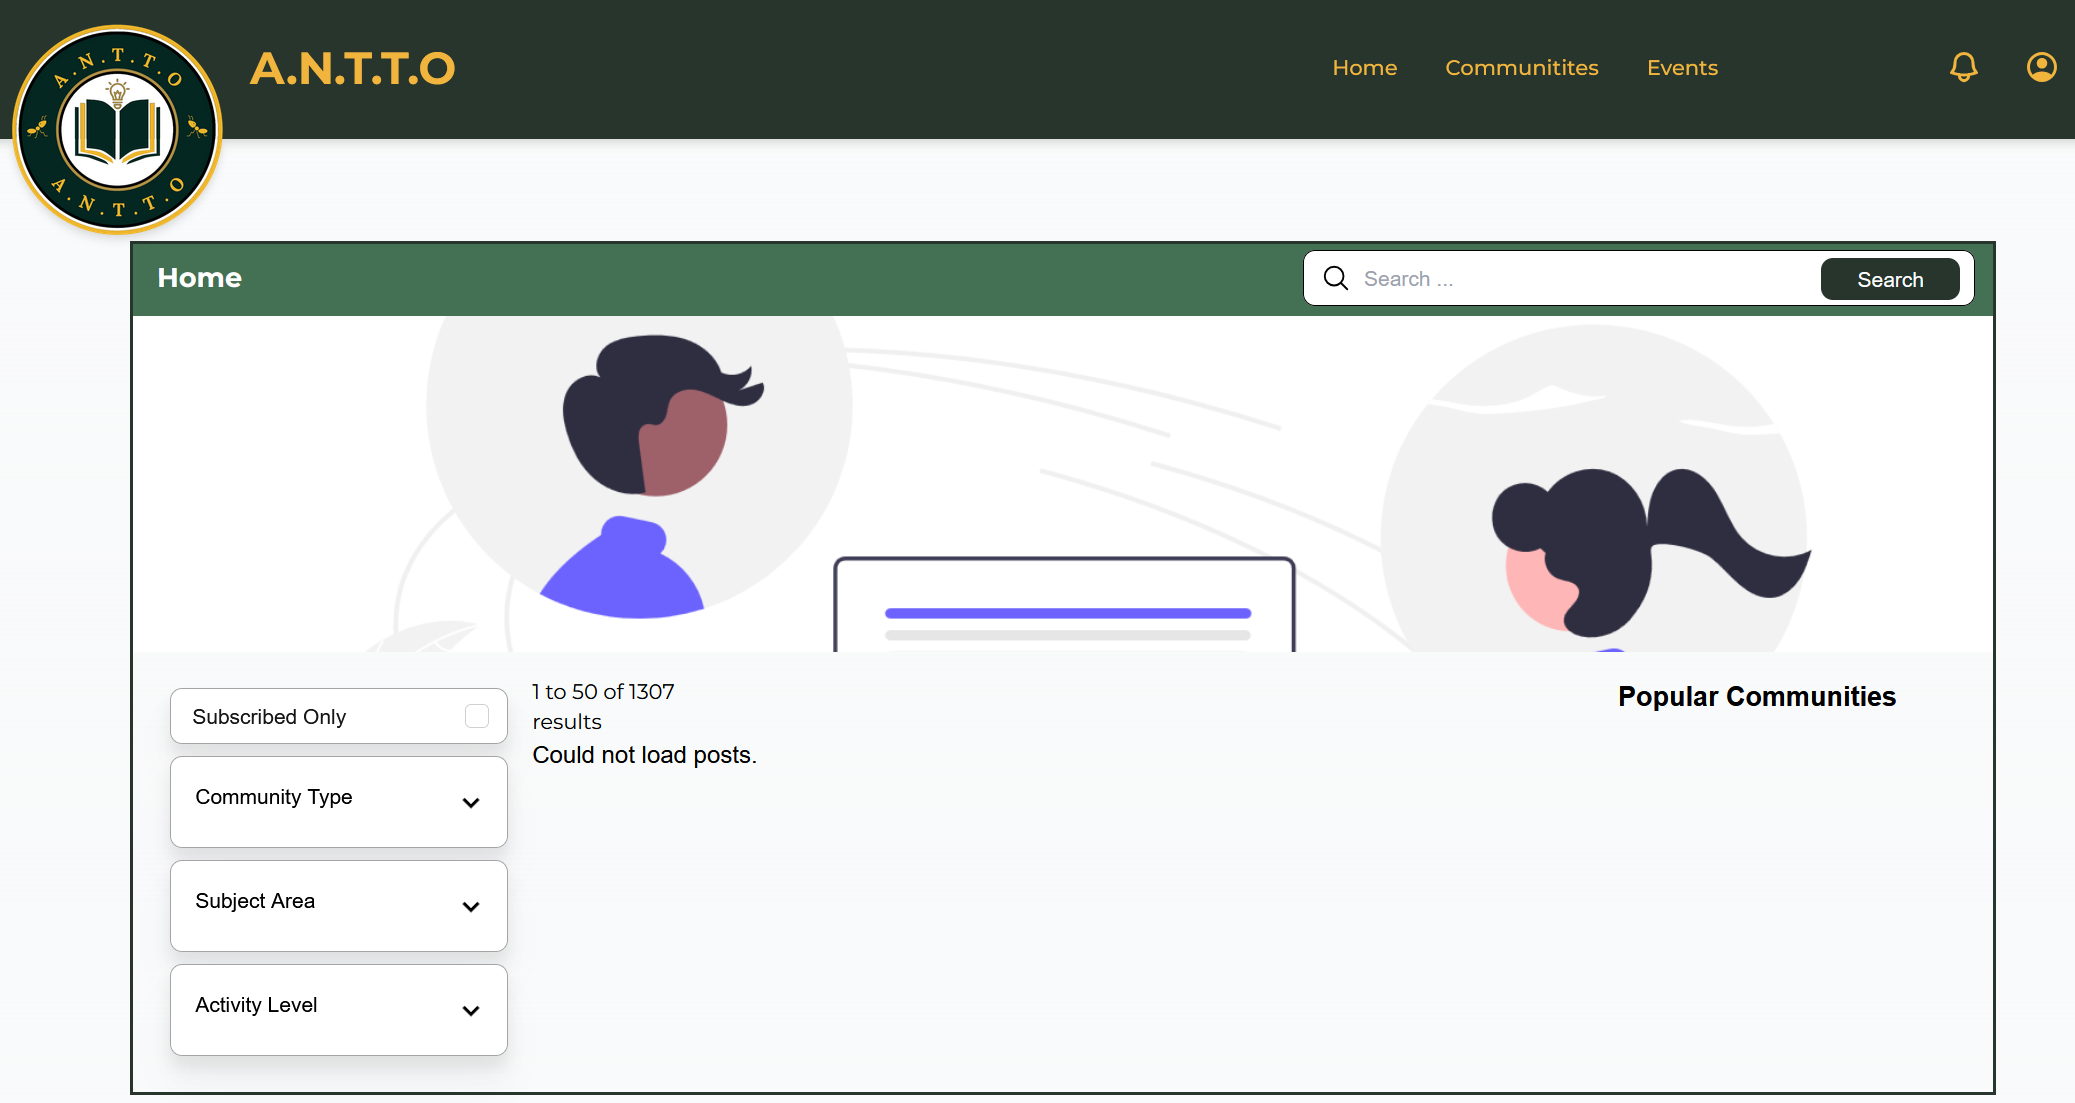 A.N.T.T.O
A.N.T.T.O
A.N.T.T.O
Home
Communitites
Events
Home
Search ...
Search
Subscribed Only
Community Type
Subject Area
Activity Level
1 to 50 of 1307
results
Could not load posts.
Popular Communities